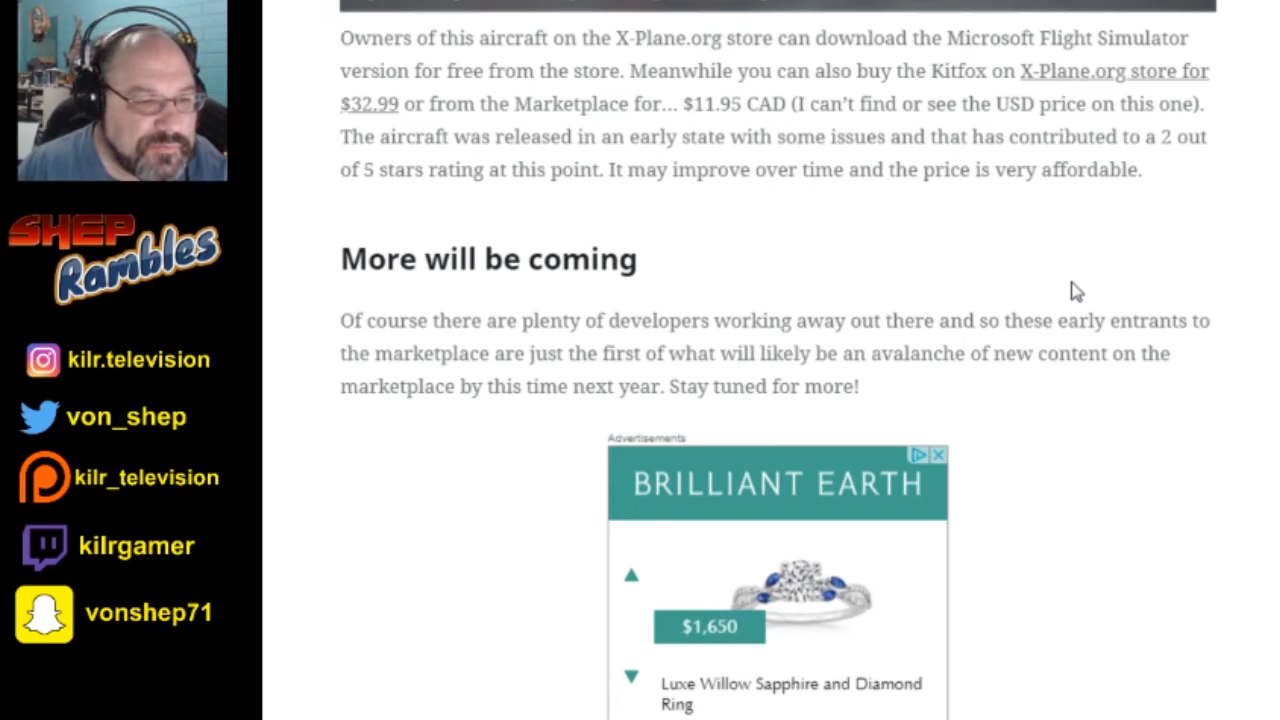 Owners of this aircraft on the X-Plane.org store can download the Microsoft Flight Simulator
version for free from the store. Meanwhile you can also buy the Kitfox on X-Plane.org store for
$32.99 or from the Marketplace for... $11.95 CAD (I can't find or see the USD price on this one).
The aircraft was released in an early state with some issues and that has contributed to a 2 out
of 5 stars rating at this point. It may improve over time and the price is very affordable.
SHEP
Rambles
More will be coming
Of course there are plenty of developers working away out there and so these early entrants to
the marketplace are just the first of what will likely be an avalanche of new content on the
marketplace by this time next year. Stay tuned for more!
kilr.television
von_shep
kilr_television
kilrgamer
vonshep71
Advertisements
BRILLIANT EARTH
$1,650
Luxe Willow Sapphire and Diamond
Ring